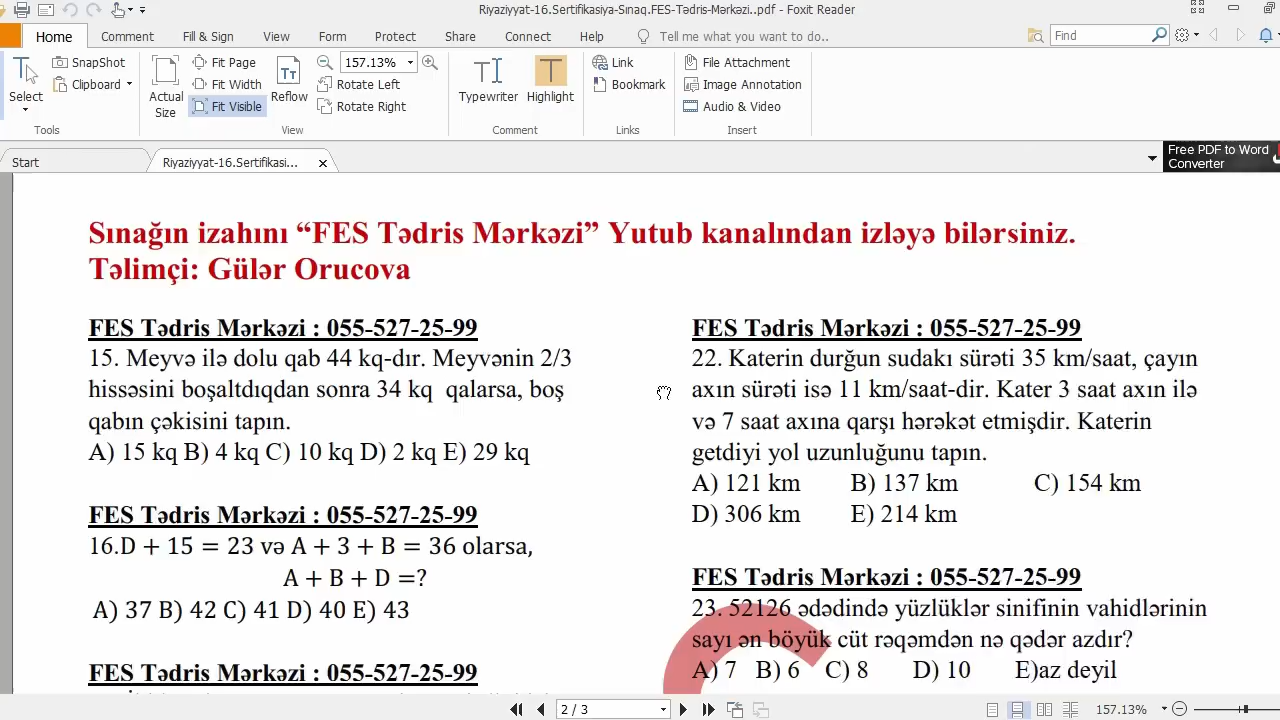 Riyaziyyat-16.Sertifikasiya-Sınaq.FES-Tədris-Mərkəzi..pdf - Foxit Reader
Home Comment Fill & Sign View Form Protect Share Connect Help Tell me what you want to do.. Find
Select
SnapShot
Clipboard
Tools
Actual Size
Fit Page
Fit Width
Fit Visible
Reflow
157.13%
Rotate Left
Rotate Right
View
Typewriter
Highlight
Comment
Link
Bookmark
Links
File Attachment
Image Annotation
Audio & Video
Insert
Start
Riyaziyyat-16.Sertifikasi...
Free PDF to Word
Converter
Sınağın izahını “FES Tədris Mərkəzi” Yutub kanalından izləyə bilərsiniz.
Təlimçi: Gülər Orucova
FES Tədris Mərkəzi : 055-527-25-99
15. Meyvə ilə dolu qab 44 kq-dır. Meyvənin 2/3
hissəsini boşaltdıqdan sonra 34 kq qalarsa, boş
qabın çəkisini tapın.
A) 15 kq B) 4 kq C) 10 kq D) 2 kq E) 29 kq
FES Tədris Mərkəzi : 055-527-25-99
16.D + 15 = 23 və A + 3 + B = 36 olarsa,
A + B + D =?
A) 37 B) 42 C) 41 D) 40 E) 43
FES Tədris Mərkəzi : 055-527-25-99
FES Tədris Mərkəzi : 055-527-25-99
22. Katerin durğun sudakı sürəti 35 km/saat, çayın
axın sürəti isə 11 km/saat-dir. Kater 3 saat axın ilə
və 7 saat axına qarşı hərəkət etmişdir. Katerin
getdiyi yol uzunluğunu tapın.
A) 121 km B) 137 km C) 154 km
D) 306 km E) 214 km
FES Tədris Mərkəzi : 055-527-25-99
23. 52126 ədədində yüzlüklər sinifinin vahidlərinin
sayı ən böyük cüt rəqəmdən nə qədər azdır?
A) 7 B) 6 C) 8 D) 10 E)az deyil
2 / 3
157.13%